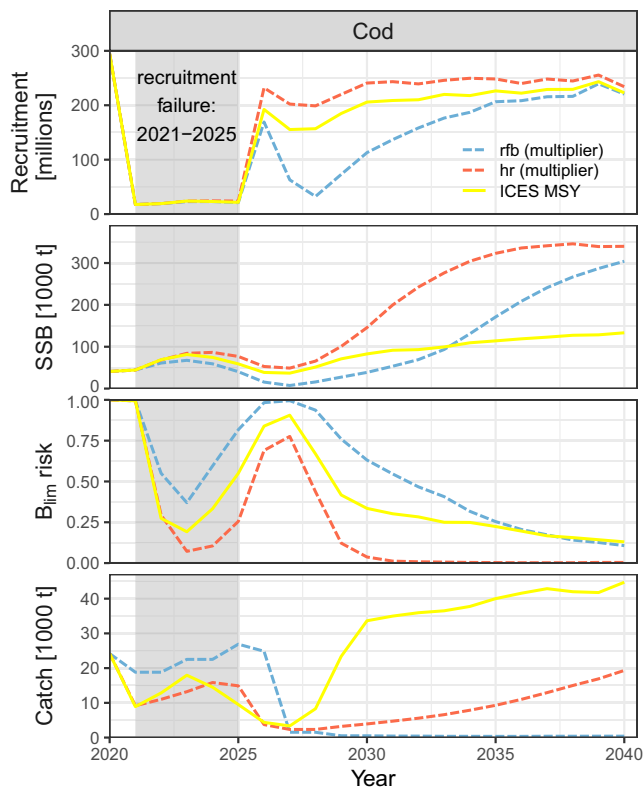 Cod
Recruitment
[millions]
300
200
100
0
recruitment
failure:
2021−2025
rfb (multiplier)
hr (multiplier)
ICES MSY
SSB [1000 t]
300
200
100
0
Blim risk
1.00
0.75
0.50
0.25
0.00
Catch [1000 t]
40
30
20
10
0
2020 2025 2030 2035 2040
Year